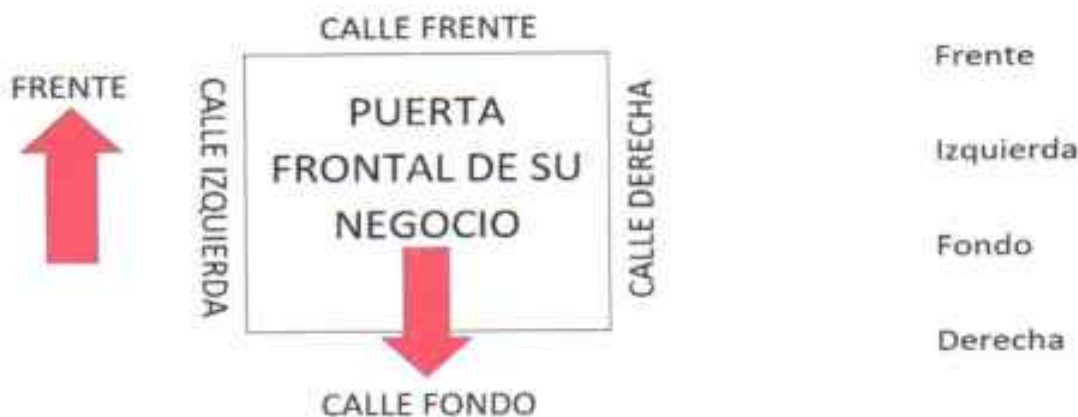 CALLE FRENTE
FRENTE
CALLE IZQUIERDA
PUERTA
FRONTAL DE SU
NEGOCIO
CALLE DERECHA
CALLE FONDO
Frente
Izquierda
Fondo
Derecha